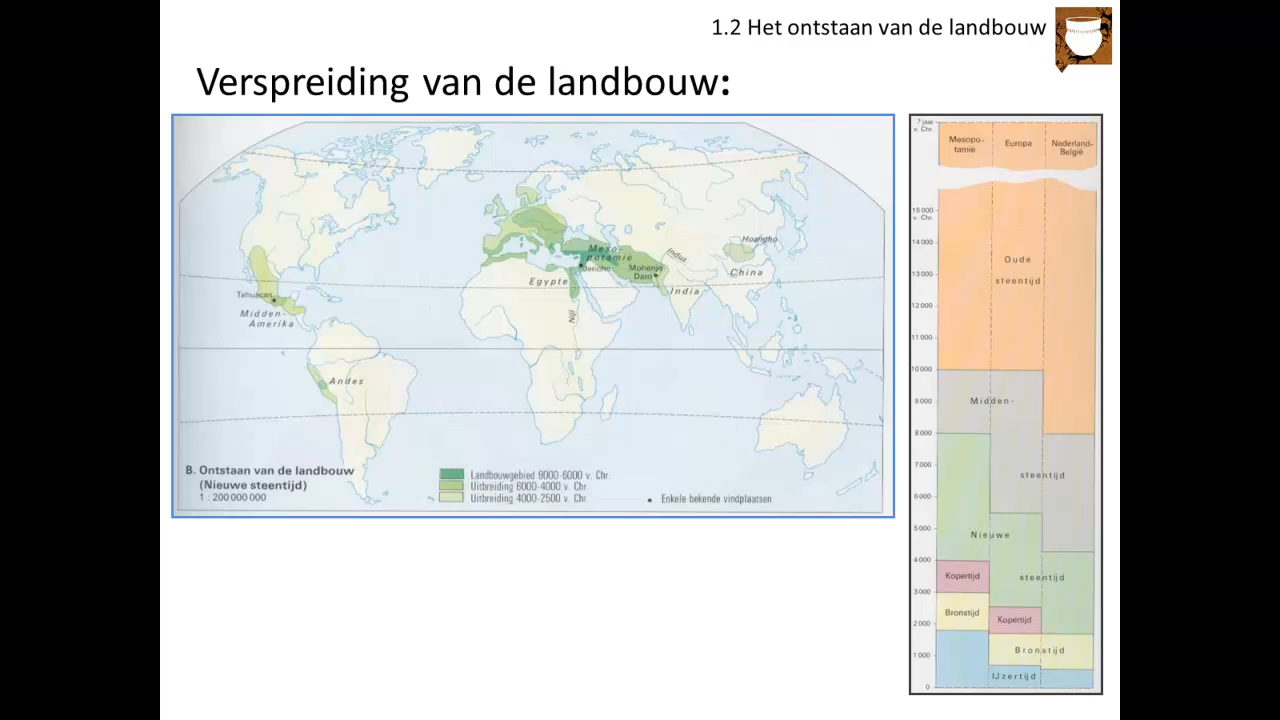 1.2 Het ontstaan van de landbouw
Verspreiding van de landbouw:
Hoangho
Meso-
potamie
Indus
Jericho
Mohenjo
Daro
China
Egypte
India
Tehuacan
Nijl
Midden-
Amerika
Andes
B. Ontstaan van de landbouw
(Nieuwe steentijd)
1 : 200 000 000
Landbouwgebied 9000-6000 v. Chr.
Uitbreiding 6000-4000 v. Chr.
Uitbreiding 4000-2500 v. Chr.
Enkele bekende vindplaatsen
v. Chr.
Mesopo-
tamië
Europa
Nederland-
België
15 000
v. Chr.
14 000
Oude
13 000
steentijd
12 000
11 000
10 000
9 000
Midden-
8 000
7 000
steentijd
6 000
5 000
Nieuwe
4 000
Kopertijd
steentijd
3 000
Bronstijd
Kopertijd
2 000
1 000
Bronstijd
IJzertijd
0